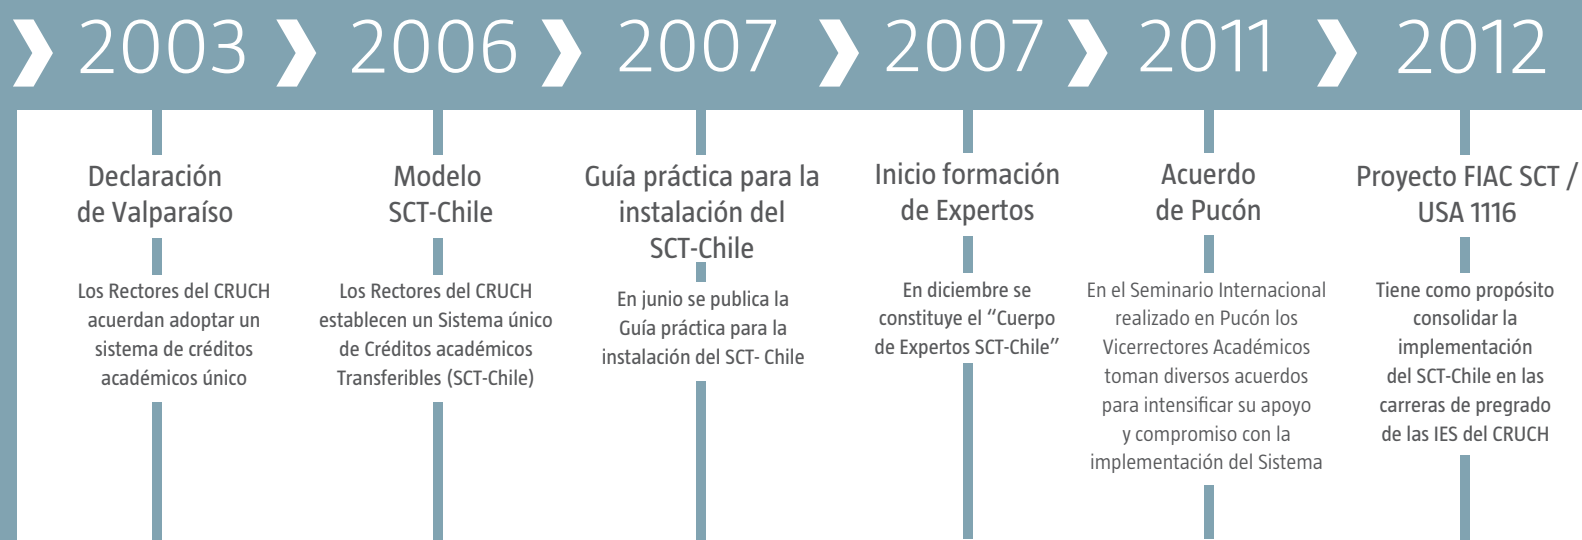 2003
2006
2007
2007
2011
2012
Declaración
de Valparaíso
Los Rectores del CRUCH
acuerdan adoptar un
sistema de créditos
académicos único
Modelo
SCT-Chile
Los Rectores del CRUCH
establecen un Sistema único
de Créditos académicos
Transferibles (SCT-Chile)
Guía práctica para la
instalación del
SCT-Chile
En junio se publica la
Guía práctica para la
instalación del SCT- Chile
Inicio formación
de Expertos
En diciembre se
constituye el “Cuerpo
de Expertos SCT-Chile”
Acuerdo
de Pucón
En el Seminario Internacional
realizado en Pucón los
Vicerrectores Académicos
toman diversos acuerdos
para intensificar su apoyo
y compromiso con la
implementación del Sistema
Proyecto FIAC SCT /
USA 1116
Tiene como propósito
consolidar la
implementación
del SCT-Chile en las
carreras de pregrado
de las IES del CRUCH